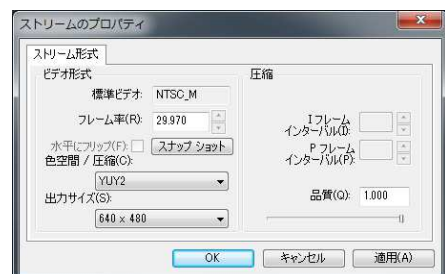 ストリームのプロパティ
ストリーム形式
ビデオ形式
標準ビデオ: NTSC_M
フレーム率(R): 29.970
水平にフリップ(F): スナップ ショット
色空間 / 圧縮(C):
YUY2
出力サイズ(S):
640 x 480
圧縮
I フレーム
インターバル(I):
P フレーム
インターバル(P):
品質(Q): 1.000
OK キャンセル 適用(A)